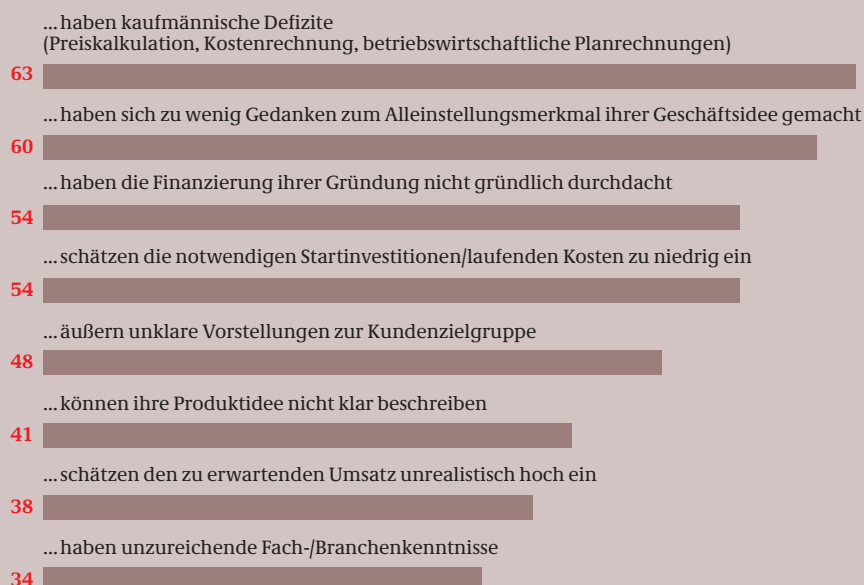 ... haben kaufmännische Defizite
(Preiskalkulation, Kostenrechnung, betriebswirtschaftliche Planrechnungen)
63
... haben sich zu wenig Gedanken zum Alleinstellungsmerkmal ihrer Geschäftsidee gemacht
60
... haben die Finanzierung ihrer Gründung nicht gründlich durchdacht
54
... schätzen die notwendigen Startinvestitionen/laufenden Kosten zu niedrig ein
54
... äußern unklare Vorstellungen zur Kundenzielgruppe
48
... können ihre Produktidee nicht klar beschreiben
41
... schätzen den zu erwartenden Umsatz unrealistisch hoch ein
38
... haben unzureichende Fach-/Branchenkenntnisse
34